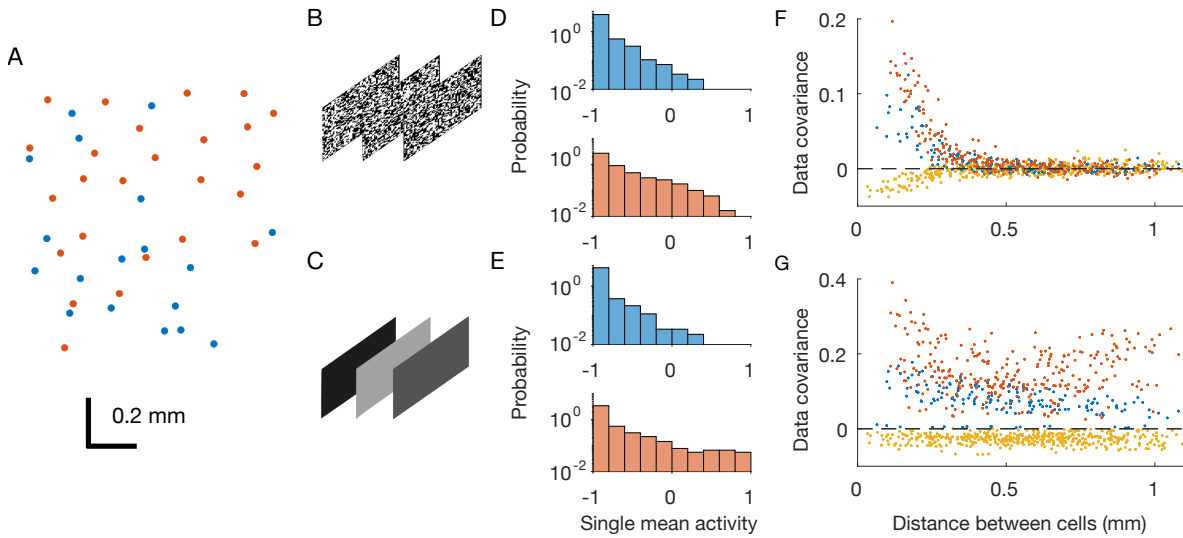 A
0.2 mm
B
C
D
10^0
10^-2
-1 0 1
10^0
10^-2
-1 0 1
Probability
E
10^0
10^-2
-1 0 1
10^0
10^-2
-1 0 1
Probability
Single mean activity
F
0.2
0.1
0
0 0.5 1
Data covariance
G
0.4
0.2
0
0 0.5 1
Data covariance
Distance between cells (mm)